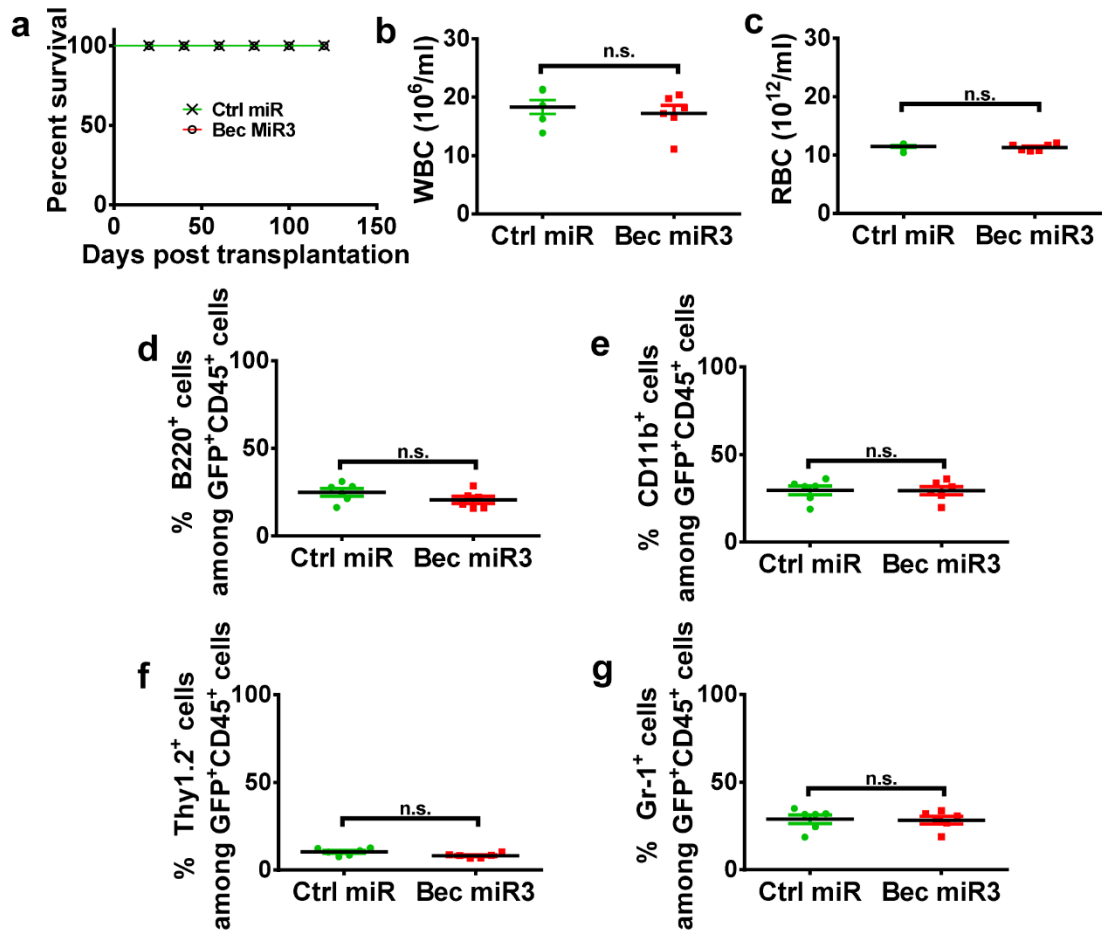 a
Percent survival
100
50
0
0
50
100
150
Ctrl miR
Bec MiR3
Days post transplantation
b
WBC (10⁶/ml)
30
20
10
0
n.s.
Ctrl miR
Bec miR3
c
RBC (10¹²/ml)
30
20
10
0
n.s.
Ctrl miR
Bec miR3
d
% B220⁺ cells
among GFP⁺CD45⁺ cells
100
50
0
n.s.
Ctrl miR
Bec miR3
e
% CD11b⁺ cells
among GFP⁺CD45⁺ cells
100
50
0
n.s.
Ctrl miR
Bec miR3
f
% Thy1.2⁺ cells
among GFP⁺CD45⁺ cells
100
50
0
n.s.
Ctrl miR
Bec miR3
g
% Gr-1⁺ cells
among GFP⁺CD45⁺ cells
100
50
0
n.s.
Ctrl miR
Bec miR3